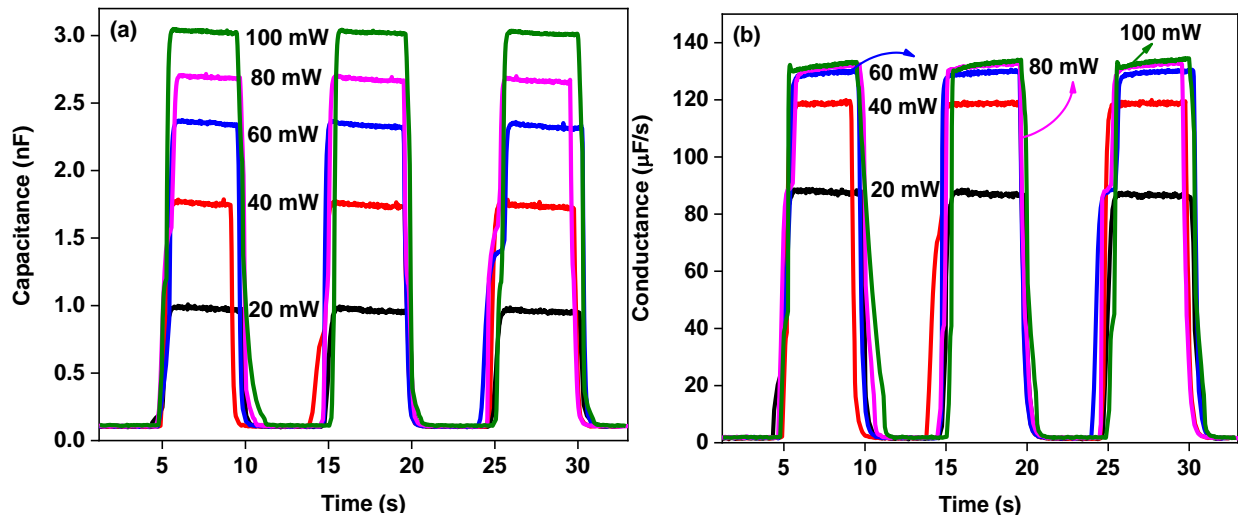 (a)
100 mW
80 mW
60 mW
40 mW
20 mW
3.0
2.5
2.0
1.5
1.0
0.5
0.0
Capacitance (nF)
5 10 15 20 25 30
Time (s)
(b)
100 mW
60 mW
80 mW
40 mW
20 mW
140
120
100
80
60
40
20
0
Conductance (µF/s)
5 10 15 20 25 30
Time (s)